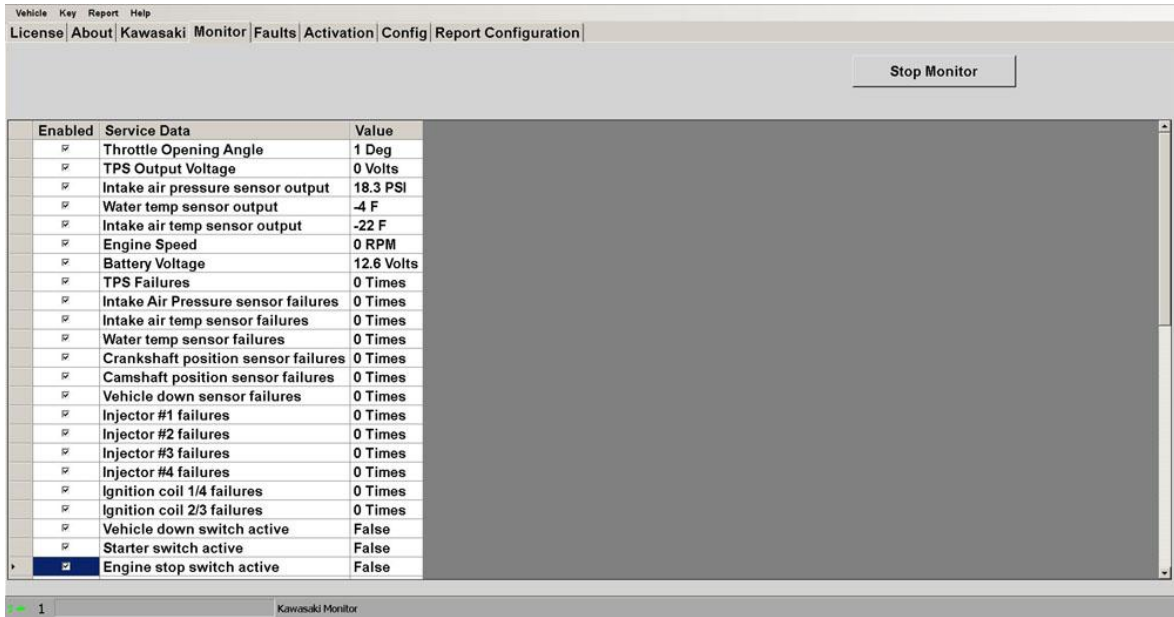 Vehicle Key Report Help
License About Kawasaki Monitor Faults Activation Config Report Configuration
Stop Monitor
Enabled Service Data Value
Throttle Opening Angle 1 Deg
TPS Output Voltage 0 Volts
Intake air pressure sensor output 18.3 PSI
Water temp sensor output -4 F
Intake air temp sensor output -22 F
Engine Speed 0 RPM
Battery Voltage 12.6 Volts
TPS Failures 0 Times
Intake Air Pressure sensor failures 0 Times
Intake air temp sensor failures 0 Times
Water temp sensor failures 0 Times
Crankshaft position sensor failures 0 Times
Camshaft position sensor failures 0 Times
Vehicle down sensor failures 0 Times
Injector #1 failures 0 Times
Injector #2 failures 0 Times
Injector #3 failures 0 Times
Injector #4 failures 0 Times
Ignition coil 1/4 failures 0 Times
Ignition coil 2/3 failures 0 Times
Vehicle down switch active False
Starter switch active False
Engine stop switch active False
1 Kawasaki Monitor